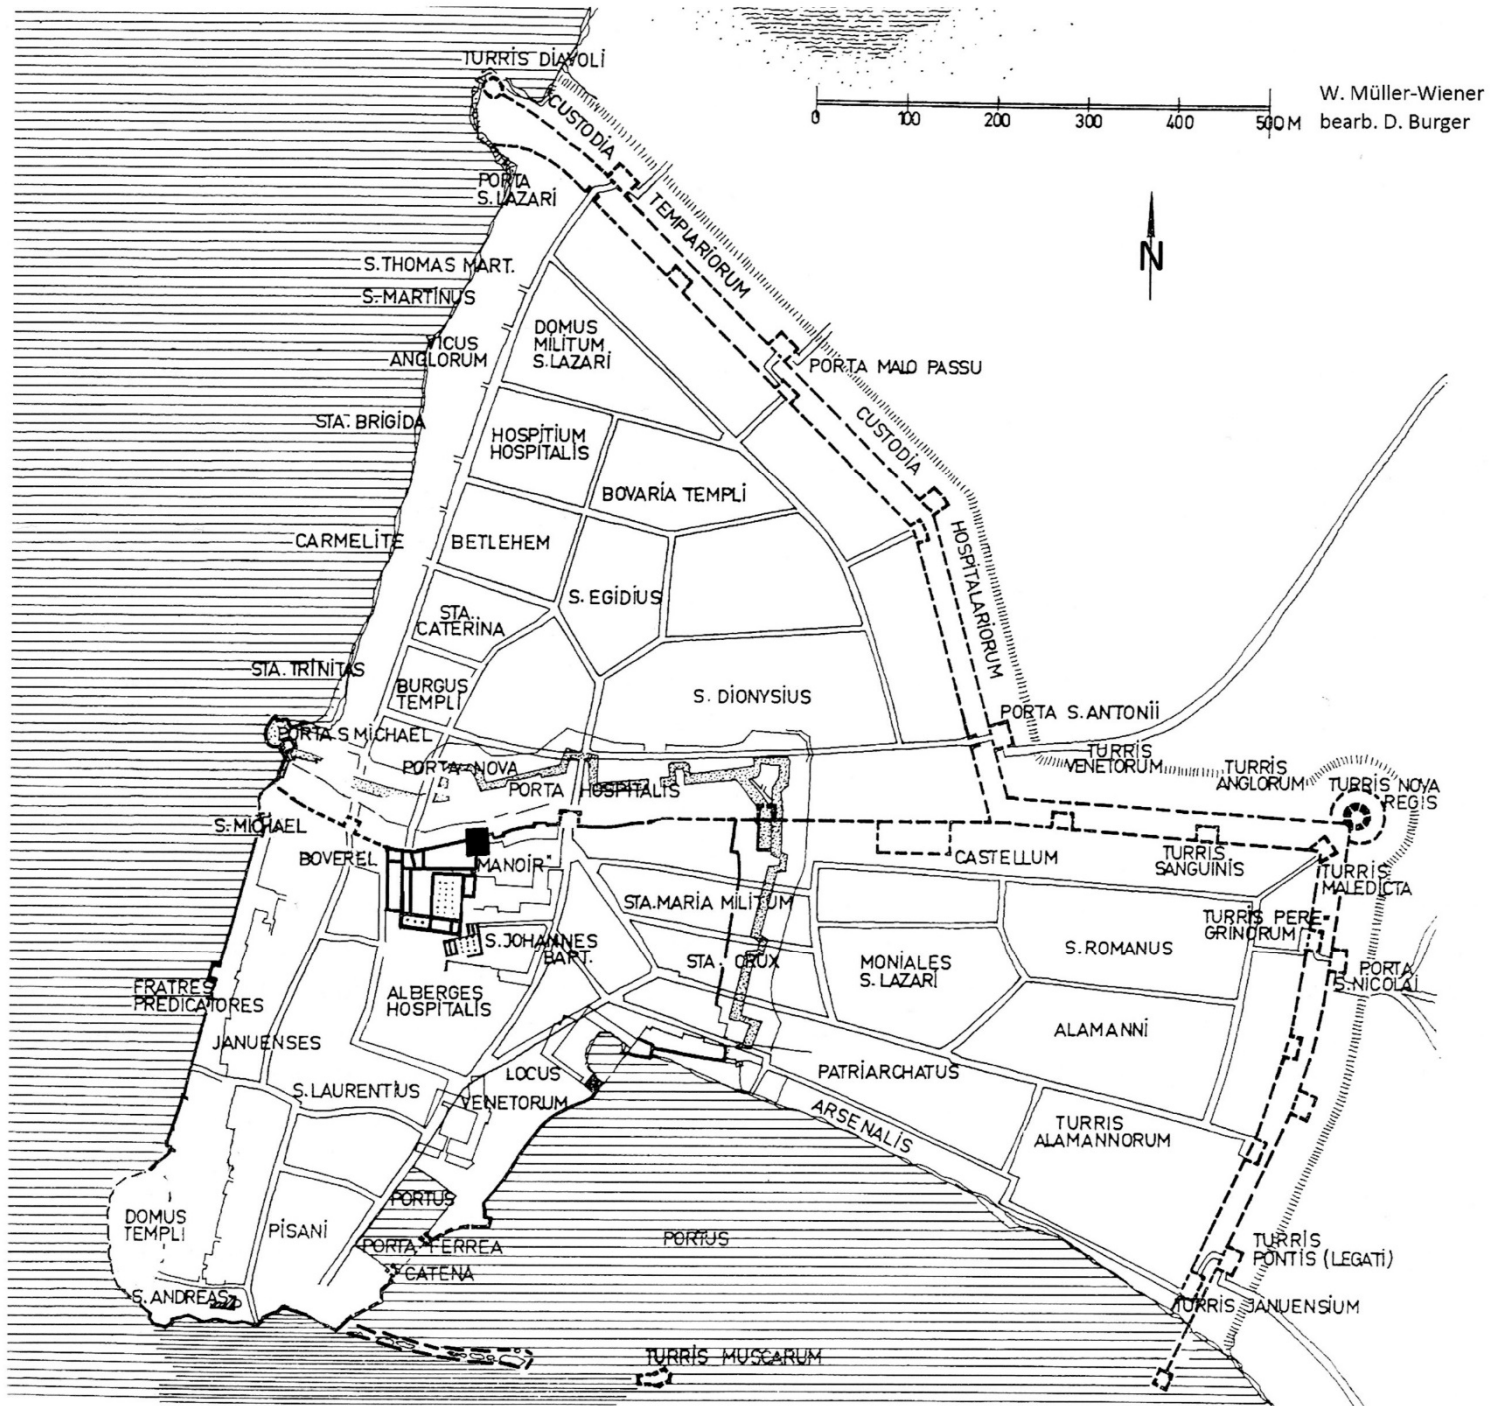 TURRIS DIAVOLI
W. Müller-Wiener
bearb. D. Burger
0 100 200 300 400 500M
CUSTODIA
TEMPLARIORUM
PORTA
S. LAZARI
N
S. THOMAS MART.
S. MARTINUS
VICUS
ANGLORUM
DOMUS
MILITUM
S. LAZARI
PORTA MALO PASSU
STA. BRIGIDA
CUSTODIA
HOSPITALARIORUM
HOSPITIUM
HOSPITALIS
BOVARIA TEMPLI
CARMELITE
BETLEHEM
S. EGIDIUS
STA.
CATERINA
STA. TRINITAS
BURGUS
TEMPLI
S. DIONYSIUS
PORTA S. ANTONII
PORTA S MICHAEL
PORTA NOVA
PORTA HOSPITALIS
TURRIS
VENETORUM
TURRIS
ANGLORUM
TURRIS NOVA
REGIS
S. MICHAEL
BOVEREL
MANOIR"
CASTELLUM
TURRIS
SANGUINIS
TURRIS
MALEDICTA
STA. MARIA MILITUM
TURRIS PERE-
GRINORUM
S. JOHANNES
BAPT.
STA. CRUX
MONIALES
S. LAZARI
S. ROMANUS
PORTA
S. NICOLAI
FRATRES
PREDICATORES
ALBERGES
HOSPITALIS
JANUENSES
ALAMANNI
S. LAURENTIUS
LOCUS
VENETORUM
PATRIARCHATUS
ARSENALIS
TURRIS
ALAMANNORUM
DOMUS
TEMPLI
PISANI
PORTUS
PORTUS
PORTA FERREA
CATENA
TURRIS
PONTIS (LEGATI)
S. ANDREAS
TURRIS JANUENSIUM
TURRIS MUSCARUM